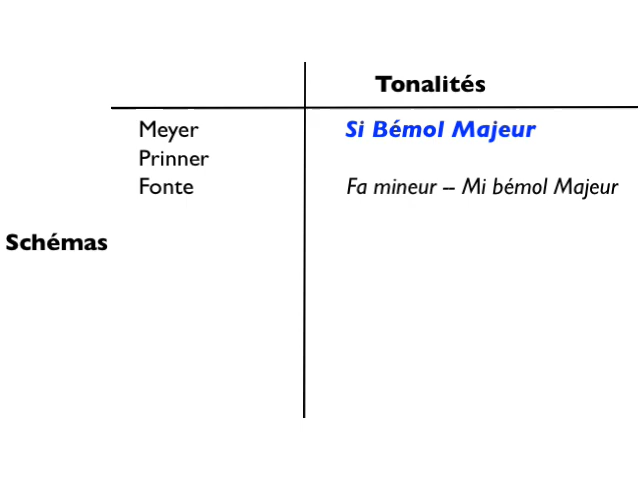 Tonalités
Meyer Si Bémol Majeur
Prinner
Fonte Fa mineur – Mi bémol Majeur
Schémas